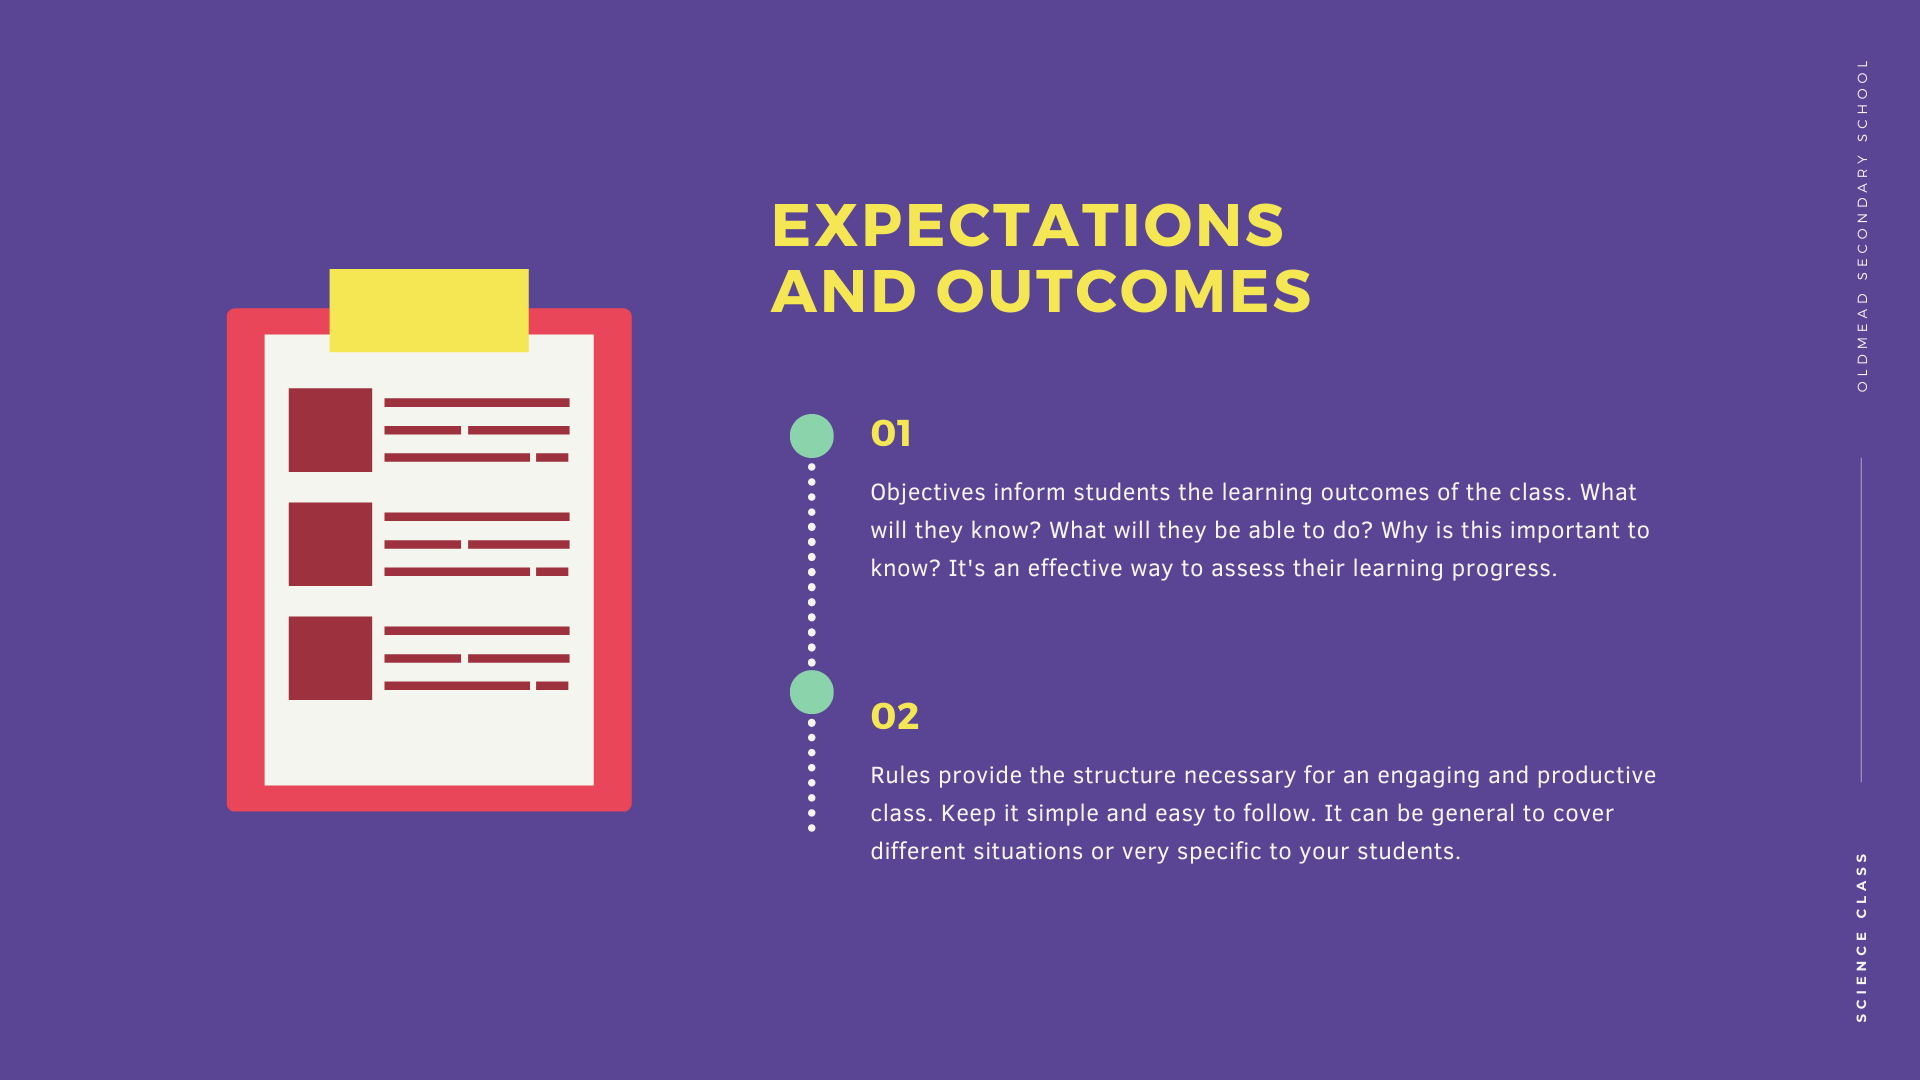 EXPECTATIONS
AND OUTCOMES
01
Objectives inform students the learning outcomes of the class. What
will they know? What will they be able to do? Why is this important to
know? It's an effective way to assess their learning progress.
02
Rules provide the structure necessary for an engaging and productive
class. Keep it simple and easy to follow. It can be general to cover
different situations or very specific to your students.
OLDMEAD SECONDARY SCHOOL
SCIENCE CLASS